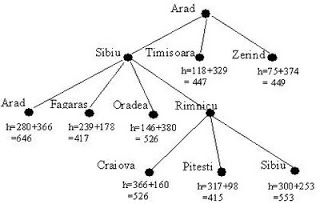 Arad
Sibiu Timisoara Zerind
h=118+329 h=75+374
= 447 = 449
Arad Fagaras Oradea Rimnicu
h=280+366 h=239+178 h=146+380
=646 =417 = 526
Craiova Pitesti Sibiu
h=366+160 h=317+98 h=300+253
=526 =415 =553